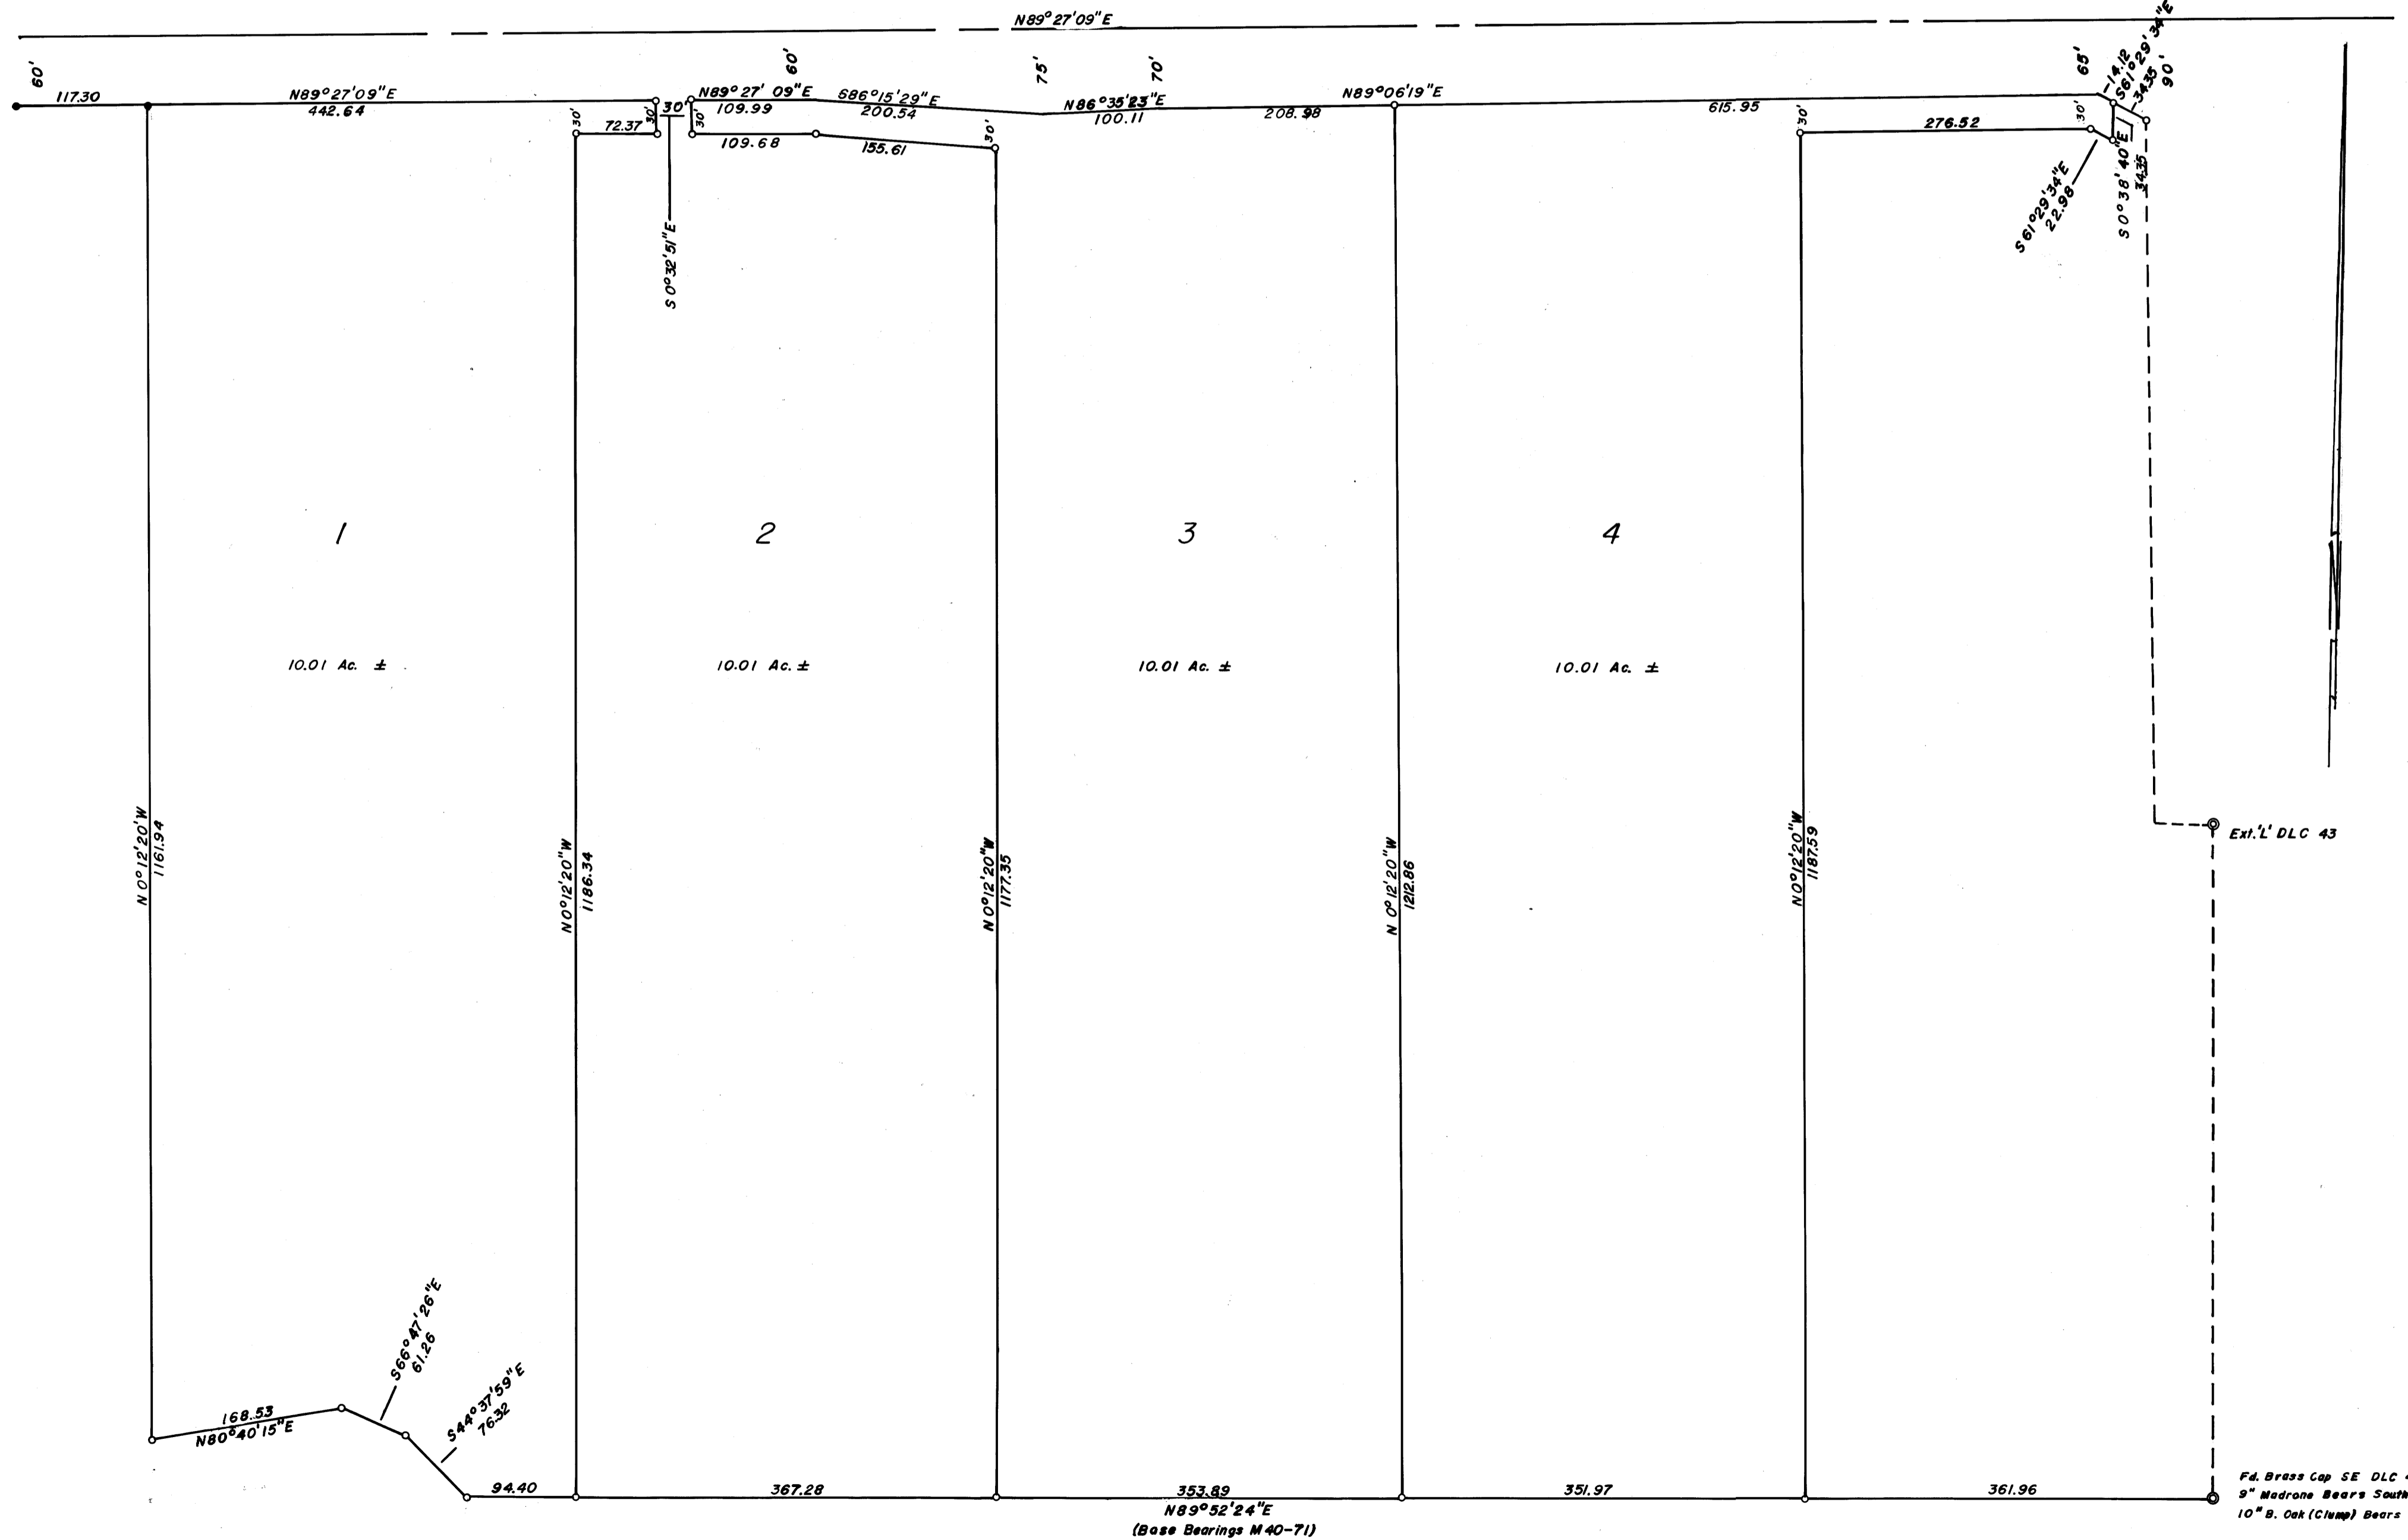 N89°27'09"E
60'
60'
75'
70'
65'
14.12
S61°29'34"E
34.35
90'
117.30
N89°27'09"E
442.64
30'
N89°27'09"E
109.99
S86°15'29"E
200.54
N86°35'23"E
100.11
208.98
N89°06'19"E
615.95
30'
72.37
30'
30'
109.68
155.61
30'
30'
276.52
30'
S61°29'34"E
22.98
S0°38'40"E
34.35
S0°32'51"E
1
2
3
4
10.01 Ac. ±
10.01 Ac. ±
10.01 Ac. ±
10.01 Ac. ±
N0°12'20"W
1161.94
N0°12'20"W
1186.34
N0°12'20"W
1177.35
N0°12'20"W
1212.86
N0°12'20"W
1187.59
Ext.'L' DLC 43
S66°47'26"E
61.26
S44°37'59"E
76.32
168.53
N80°40'15"E
94.40
367.28
353.89
351.97
361.96
N89°52'24"E
(Base Bearings M 40-71)
Fd. Brass Cap SE DLC
9" Madrone Bears South
10" B. Oak (Clump) Bears